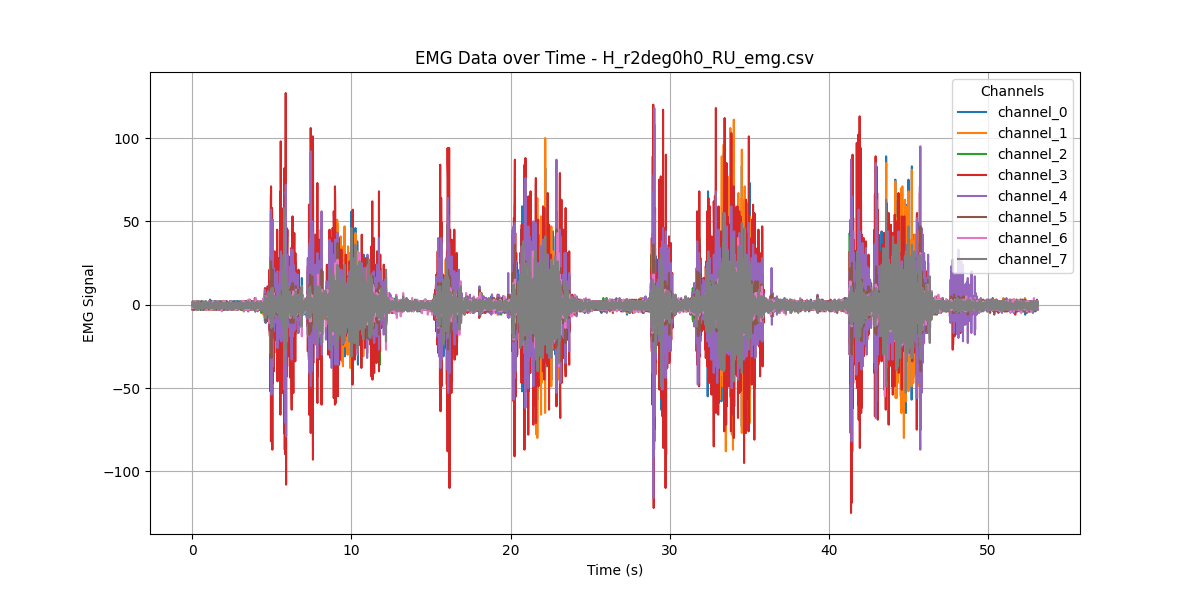 EMG Data over Time - H_r2deg0h0_RU_emg.csv
Channels
channel_0
channel_1
channel_2
channel_3
channel_4
channel_5
channel_6
channel_7
EMG Signal
100
50
0
−50
−100
0 10 20 30 40 50
Time (s)